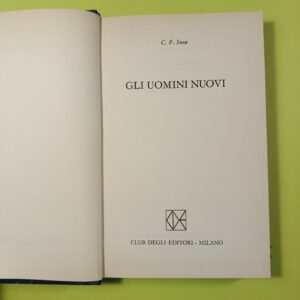 C. P. Snow
GLI UOMINI NUOVI
CLUB DEGLI EDITORI - MILANO